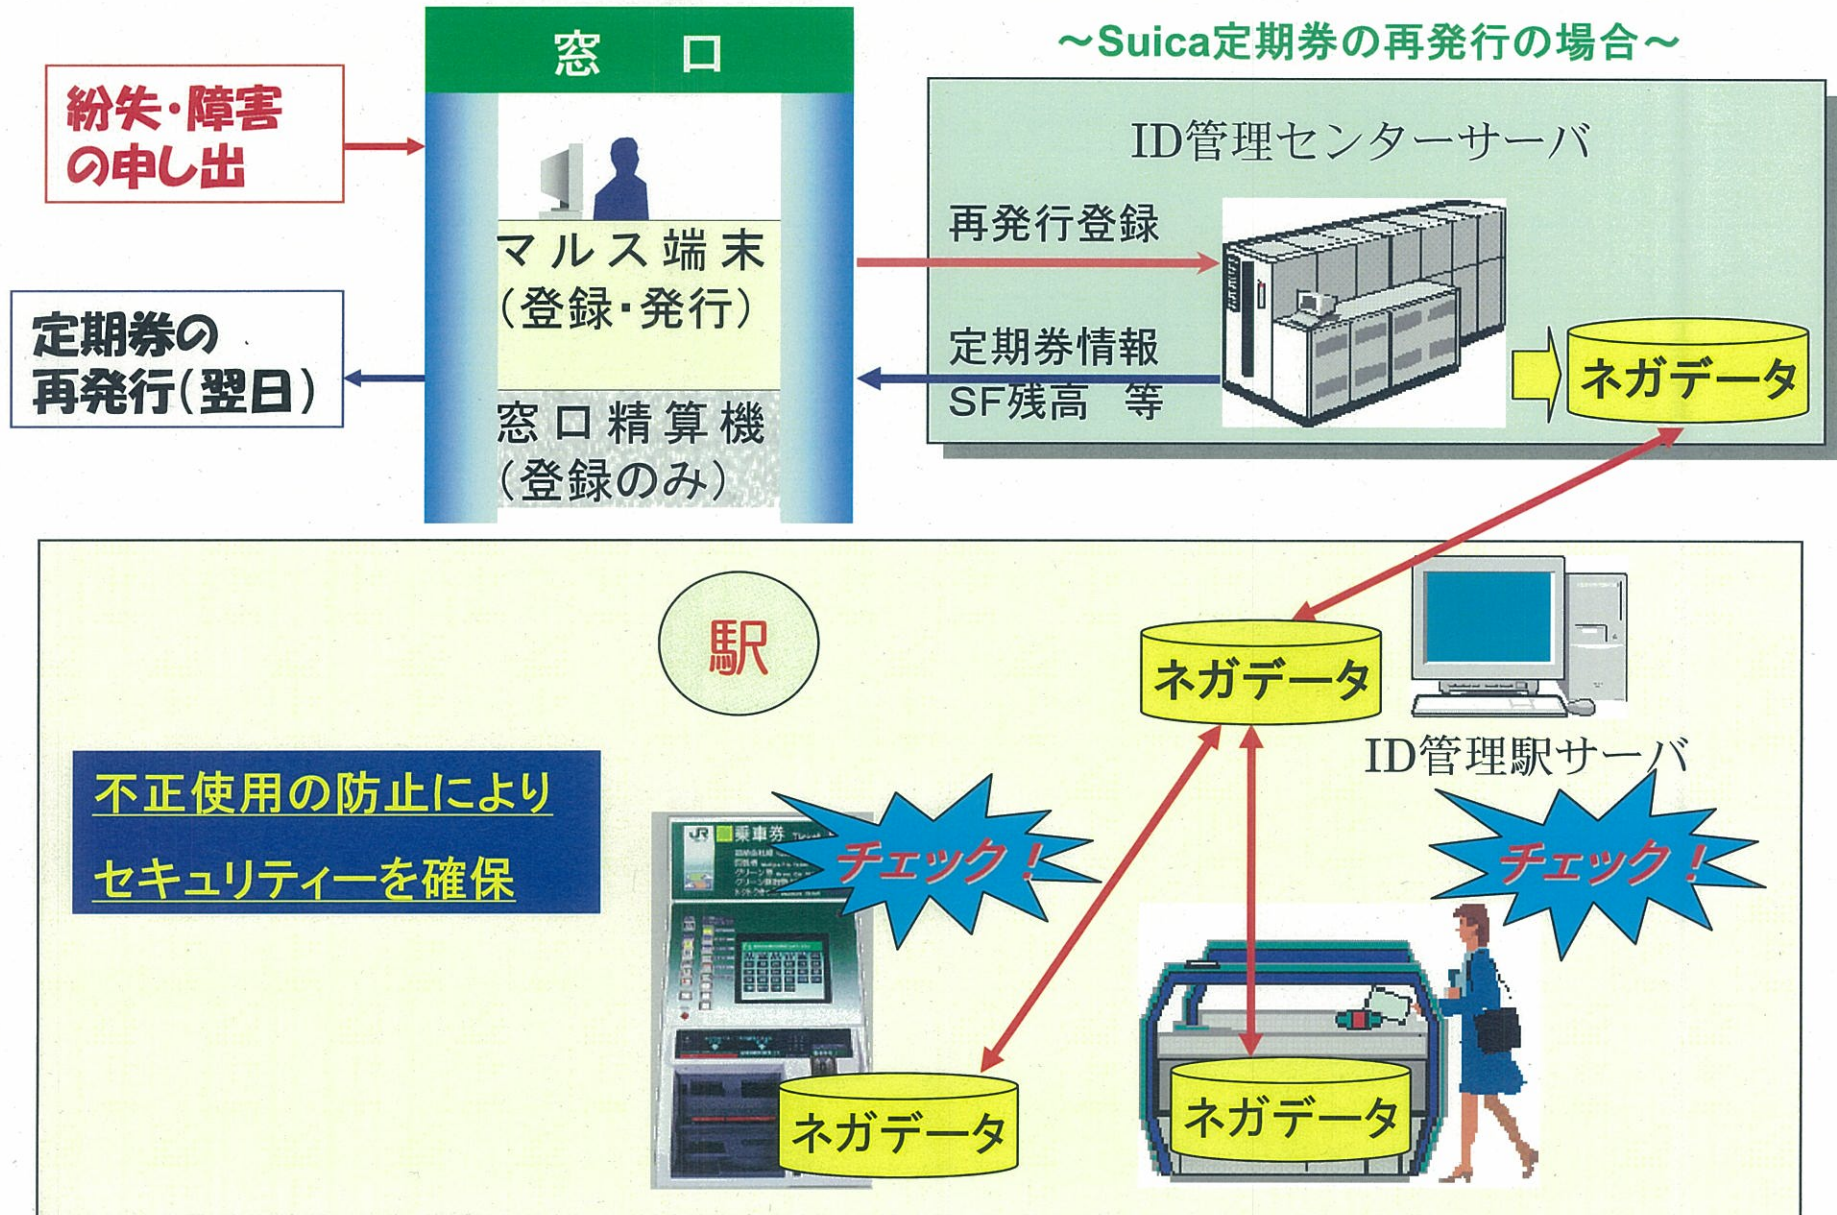 ～Suica定期券の再発行の場合～
窓　口
紛失・障害
の申し出
マルス端末
（登録・発行）
窓口精算機
（登録のみ）
定期券の
再発行（翌日）
ID管理センターサーバ
再発行登録
定期券情報
SF残高　等
ネガデータ
駅
ネガデータ
ID管理駅サーバ
不正使用の防止により
セキュリティーを確保
JR
乗車券
チェック！
チェック！
ネガデータ
ネガデータ